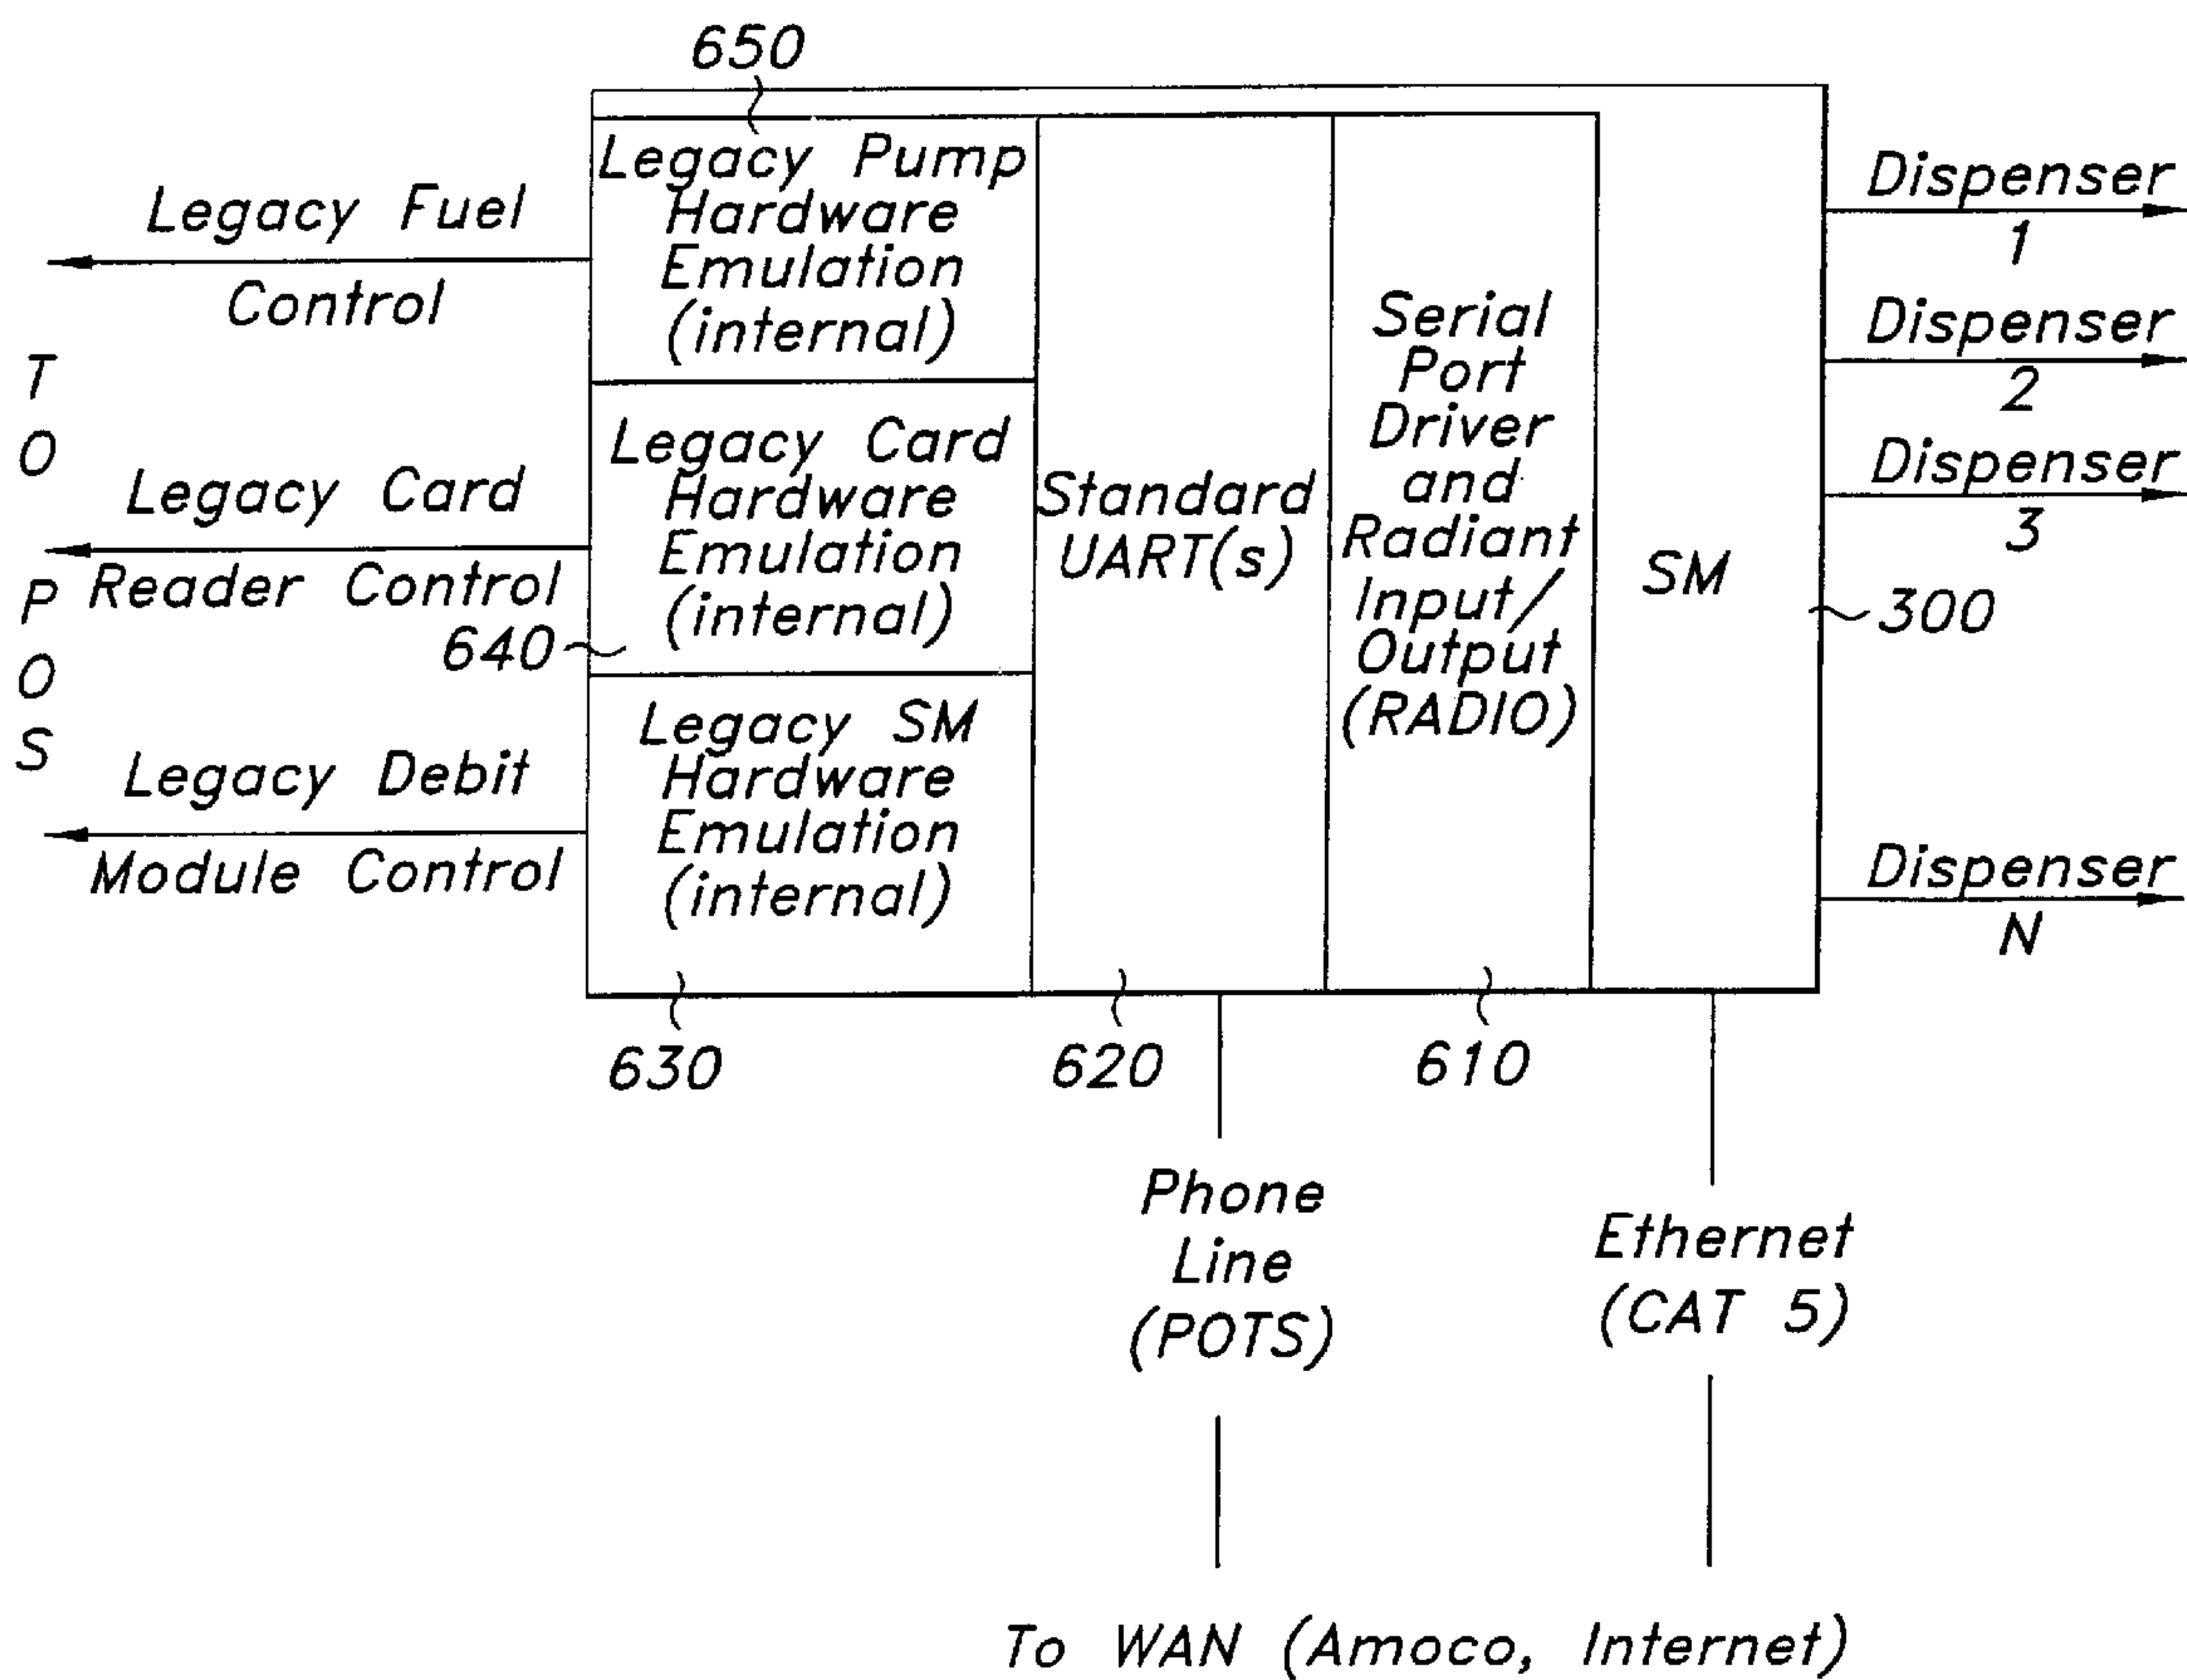 650
Legacy Pump
Hardware
Emulation
(internal)
Legacy Fuel
Control
TO POS
Legacy Card
Reader Control
640
Legacy Card
Hardware
Emulation
(internal)
Legacy Debit
Module Control
Legacy SM
Hardware
Emulation
(internal)
Standard
UART(s)
Serial
Port
Driver
and
Radiant
Input/
Output
(RADIO)
SM
300
Dispenser
1
Dispenser
2
Dispenser
3
Dispenser
N
630
620
610
Phone
Line
(POTS)
Ethernet
(CAT 5)
To WAN (Amoco, Internet)